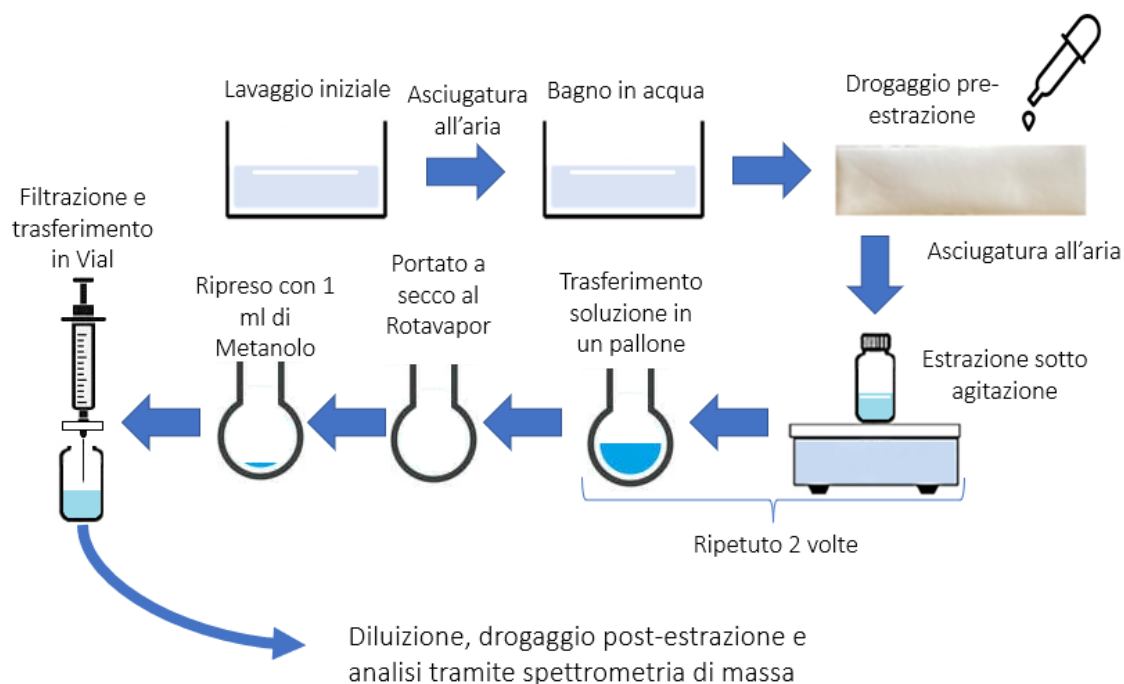 Lavaggio iniziale
Asciugatura
all’aria
Bagno in acqua
Drogaggio pre-
estrazione
Asciugatura all’aria
Estrazione sotto
agitazione
Trasferimento
soluzione in
un pallone
Ripetuto 2 volte
Portato a
secco al
Rotavapor
Ripreso con 1
ml di
Metanolo
Filtrazione e
trasferimento
in Vial
Diluizione, drogaggio post-estrazione e
analisi tramite spettrometria di massa